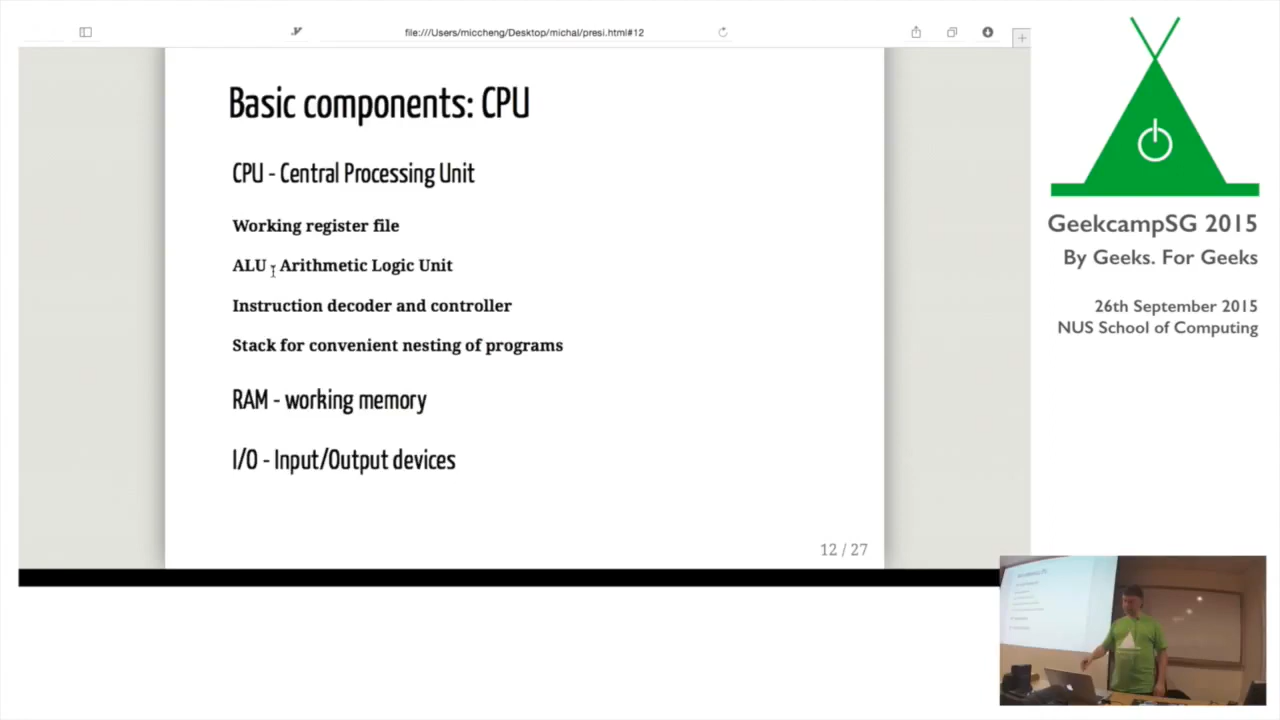 file:///Users/miccheng/Desktop/michal/presi.html#12
Basic components: CPU
CPU - Central Processing Unit
Working register file
ALU - Arithmetic Logic Unit
Instruction decoder and controller
Stack for convenient nesting of programs
RAM - working memory
I/O - Input/Output devices
12 / 27
GeekcampSG 2015
By Geeks. For Geeks
26th September 2015
NUS School of Computing